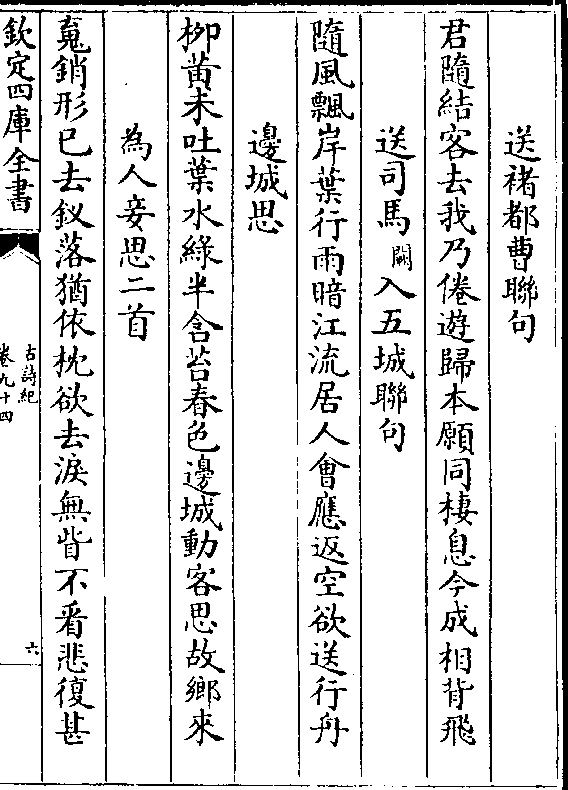 送褚都曹聯句
君隨結客去我乃倦遊歸本願同棲息今成相背飛
送司馬闕入五城聯句
隨風飄岸葉行雨暗江流居人會應返空欲送行舟
邊城思
柳黄未吐葉水綠半含苔春色邊城動客思故鄉來
為人妾思二首
䰟銷形已去釵落猶依枕欲去淚無眥不㸔悲復甚
欽定四庫全書
古詩紀
卷九十四
六